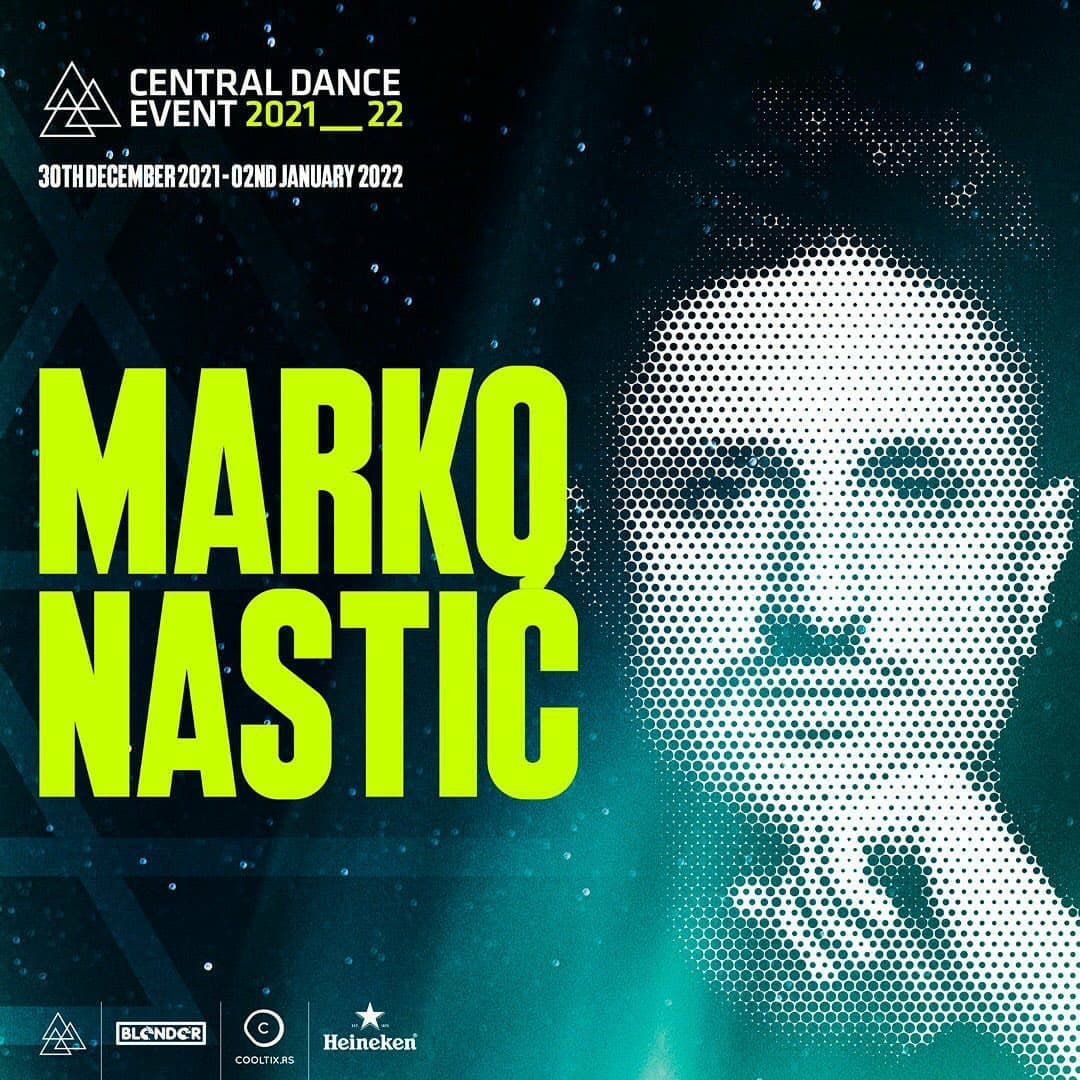 CENTRAL DANCE
EVENT 2021__22
30TH DECEMBER 2021 - 02ND JANUARY 2022
MARKO
NASTIĆ
BLENDER
C
COOLTIX.RS
Heineken